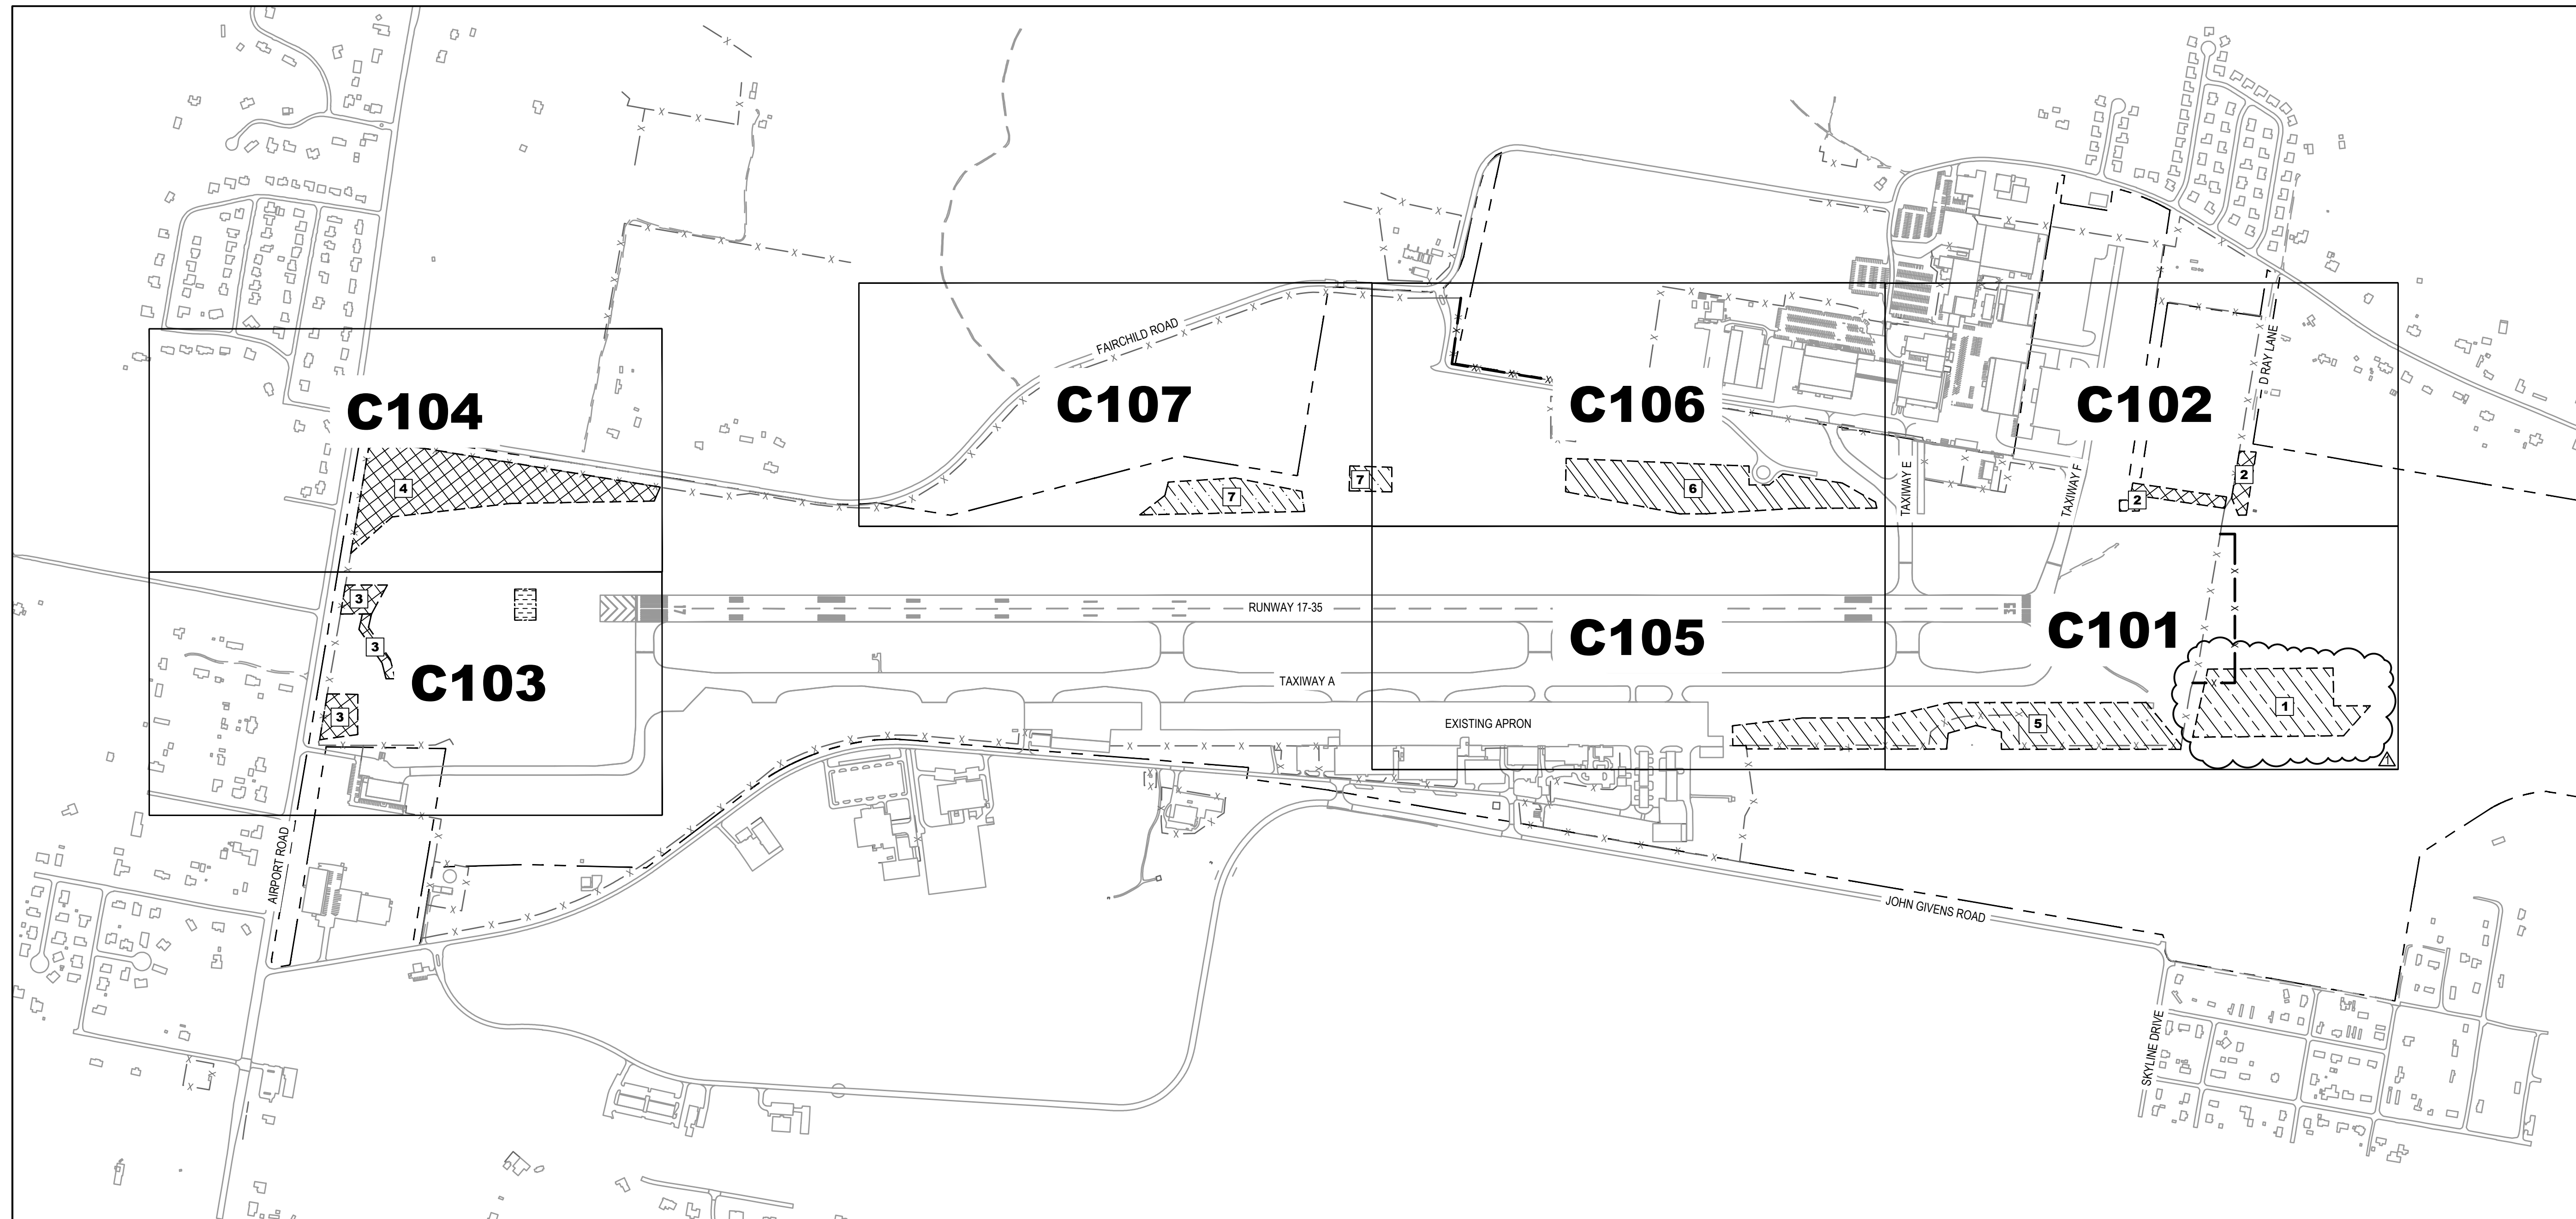 FAIRCHILD ROAD
D RAY LANE
C104
C107
C106
C102
4
7
7
6
TAXIWAY E
TAXIWAY F
2
2
3
3
3
C103
17
RUNWAY 17-35
35
C105
C101
TAXIWAY A
EXISTING APRON
5
1
1
AIRPORT ROAD
JOHN GIVENS ROAD
SKYLINE DRIVE